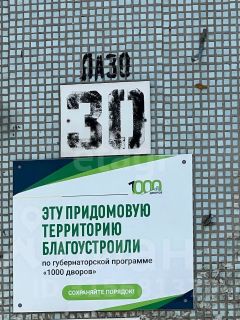 ЛАЗО
30
1000
ЭТУ ПРИДОМОВУЮ
ТЕРРИТОРИЮ
БЛАГОУСТРОИЛИ
по губернаторской программе
«1000 дворов»
СОХРАНЯЙТЕ ПОРЯДОК!